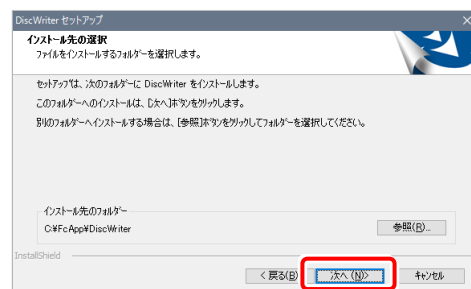 DiscWriter セットアップ
インストール先の選択
ファイルをインストールするフォルダーを選択します。
セットアップは、次のフォルダーに DiscWriter をインストールします。
このフォルダーへのインストールは、[次へ]ボタンをクリックします。
別のフォルダーへインストールする場合は、[参照]ボタンをクリックしてフォルダーを選択してください。
インストール先のフォルダー
C:¥FcApp¥DiscWriter
参照(R)...
InstallShield
< 戻る(B)
次へ (N)>
キャンセル